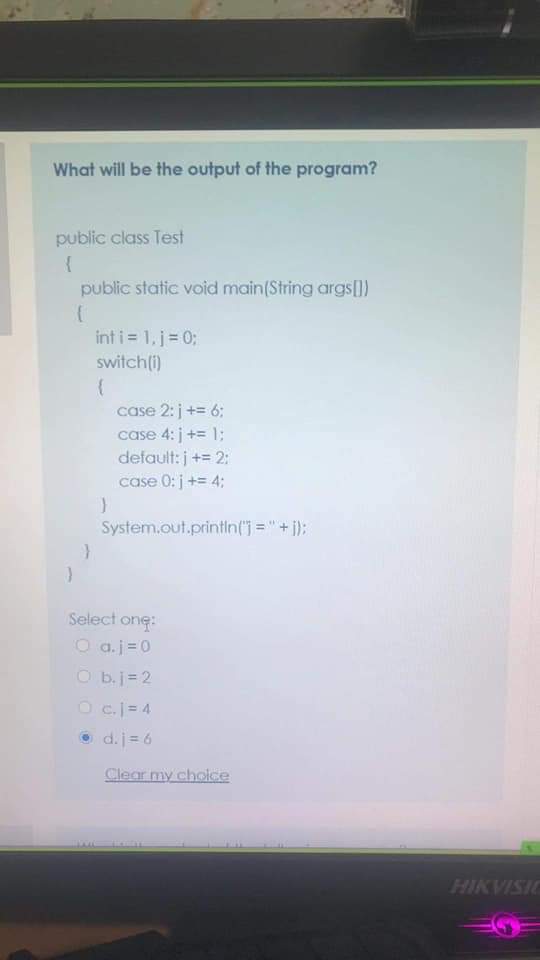 What will be the output of the program?
public class Test
{
public static void main(String args[])
{
int i = 1, j = 0;
switch(i)
{
case 2: j += 6;
case 4: j += 1;
default: j += 2;
case 0: j += 4;
}
System.out.println("j = " + j);
}
}
Select one:
a. j = 0
b. j = 2
c. j = 4
d. j = 6
Clear my choice